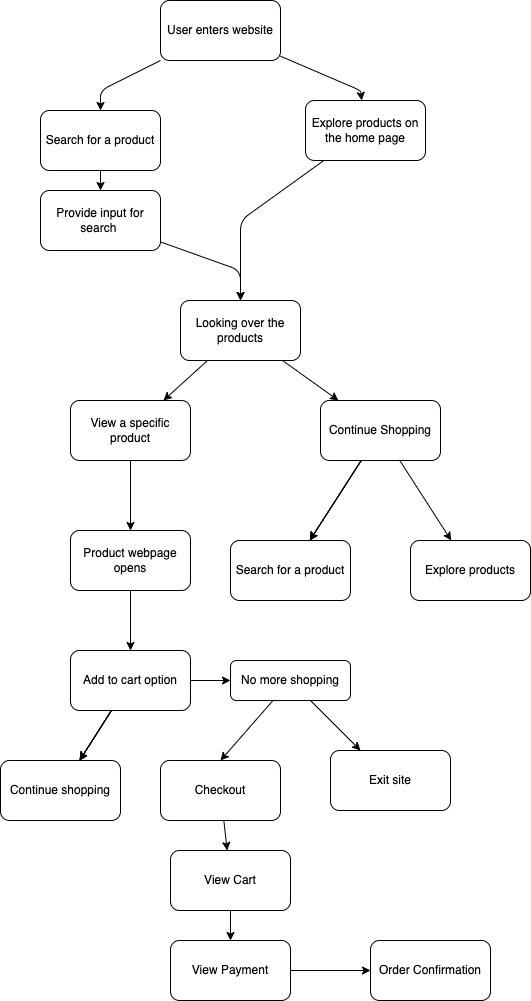 User enters website
Search for a product
Explore products on
the home page
Provide input for
search
Looking over the
products
View a specific
product
Continue Shopping
Product webpage
opens
Search for a product
Explore products
Add to cart option
No more shopping
Continue shopping
Checkout
Exit site
View Cart
View Payment
Order Confirmation